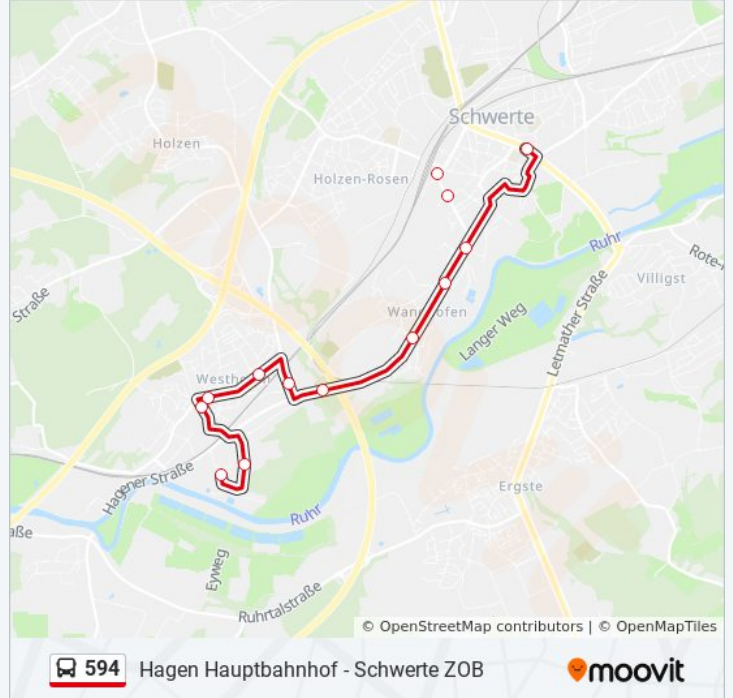 Schwerte
Holzen
Holzen-Rosen
Ruhr
Rote-
Villigst
Straße
Langer Weg
Letmather Straße
Hagener Straße
Ergste
Ruhr
aße
Eyweg
Ruhrtalstraße
© OpenStreetMap contributors | © OpenMapTiles
594 Hagen Hauptbahnhof - Schwerte ZOB
moovit